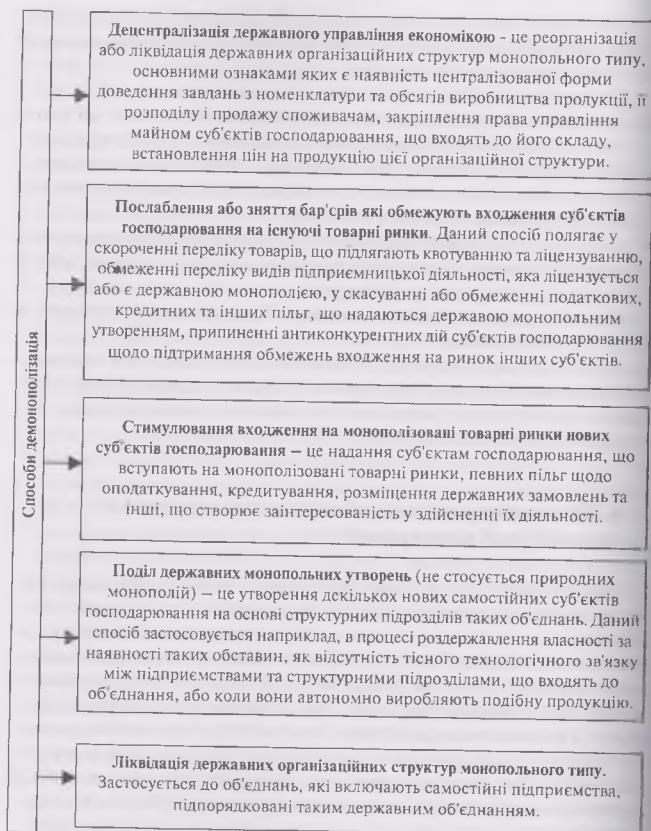 Способи демонополізація
Децентралізація державного управління економікою - це реорганізація
або ліквідація державних організаційних структур монопольного типу,
основними ознаками яких є наявність централізованої форми
доведення завдань з номенклатури та обсягів виробництва продукції, її
розподілу і продажу споживачам, закріплення права управління
майном суб'єктів господарювання, що входять до його складу,
встановлення цін на продукцію цієї організаційної структури.
Послаблення або зняття бар'єрів які обмежують входження суб'єктів
господарювання на існуючі товарні ринки. Даний спосіб полягає у
скороченні переліку товарів, що підлягають квотуванню та ліцензуванню,
обмеженні переліку видів підприємницької діяльності, яка ліцензується
або є державною монополією, у скасуванні або обмеженні податкових,
кредитних та інших пільг, що надаються державою монопольним
утворенням, припиненні антиконкурентних дій суб'єктів господарювання
щодо підтримання обмежень входження на ринок інших суб'єктів.
Стимулювання входження на монополізовані товарні ринки нових
суб'єктів господарювання – це надання суб'єктам господарювання, що
вступають на монополізовані товарні ринки, певних пільг щодо
ополаткування, кредитування, розміщення державних замовлень та
інші, що створює заінтересованість у здійсненні їх діяльності.
Поділ державних монопольних утворень (не стосується природних
монополій) – це утворення декількох нових самостійних суб'єктів
господарювання на основі структурних підрозділів таких об'єднань. Даний
спосіб застосовується наприклад, в процесі роздержавлення власності за
наявності таких обставин, як відсутність тісного технологічного зв'язку
між підприємствами та структурними підрозділами, що входять до
об'єднання, або коли вони автономно виробляють подібну продукцію.
Ліквідація державних організаційних структур монопольного типу.
Застосується до об'єднань, які включають самостійні підприємства,
підпорядковані таким державним об'єднанням.